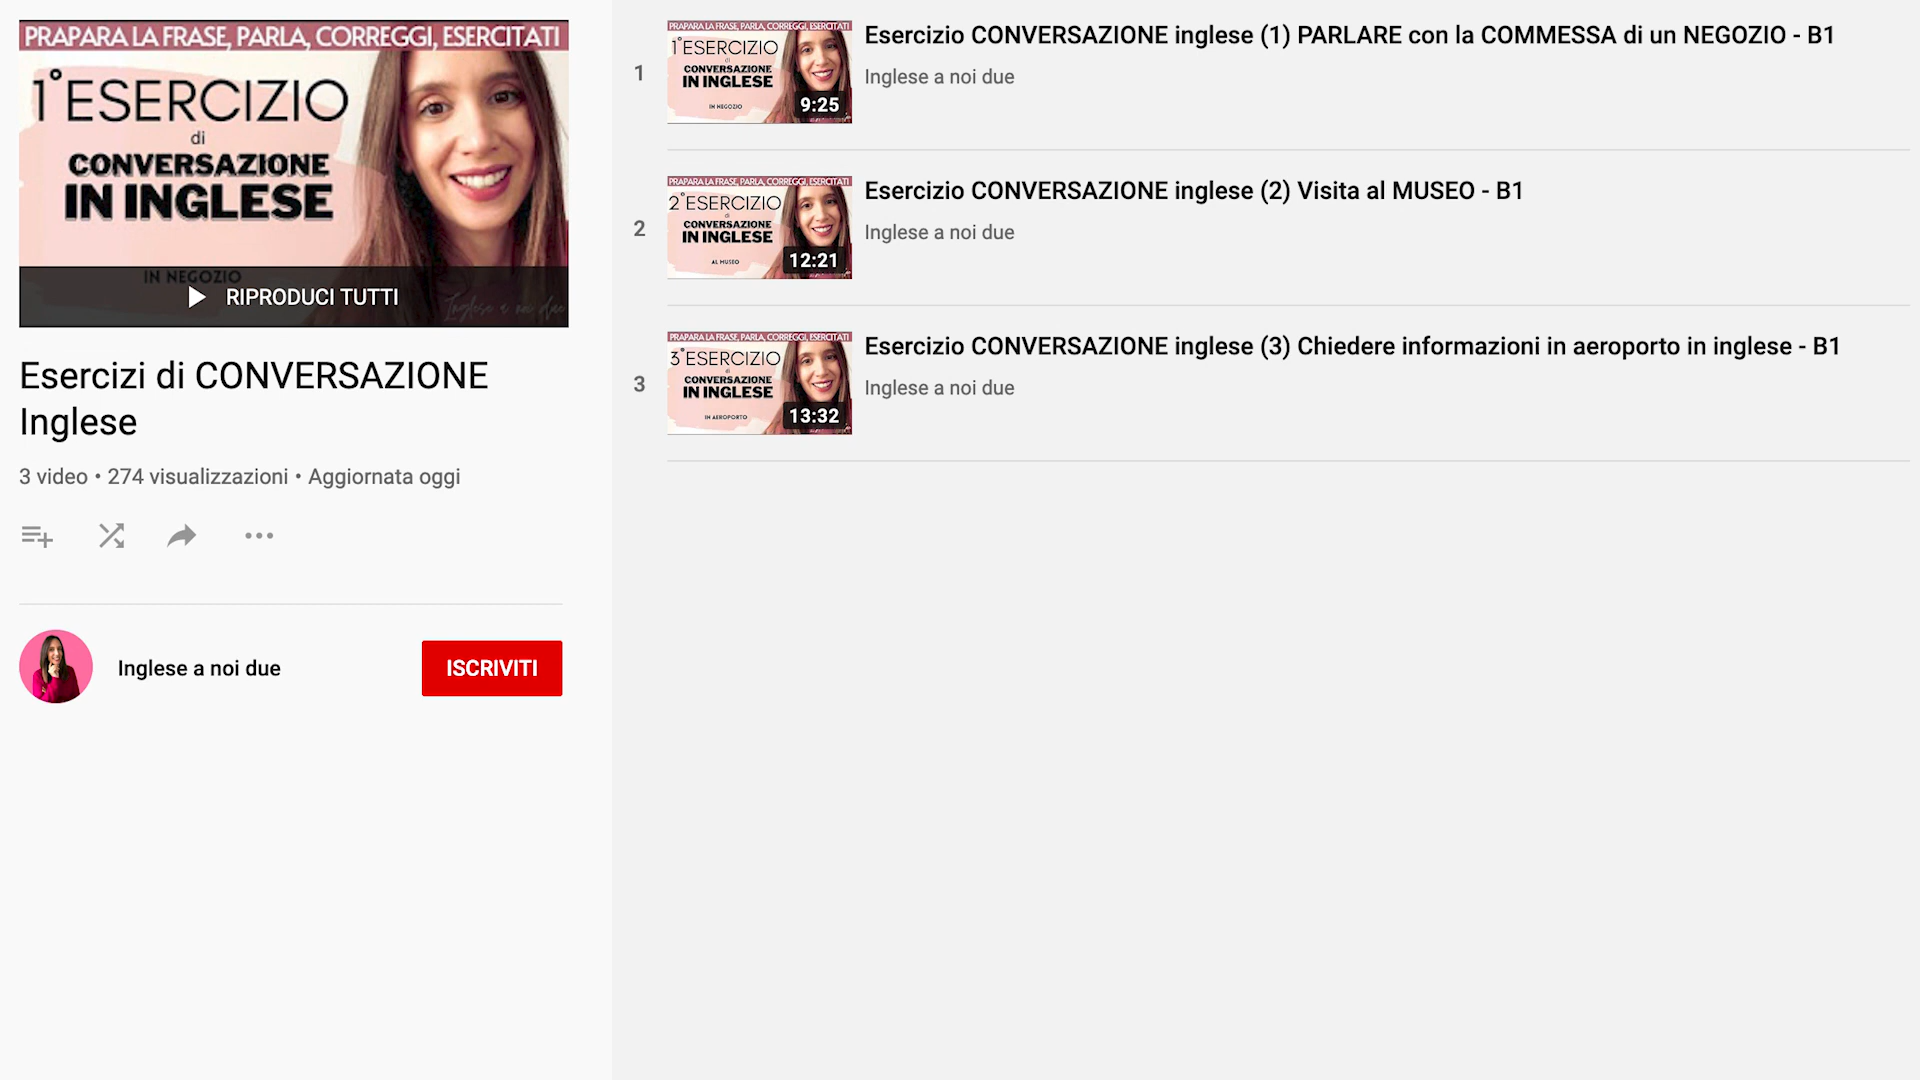 PRAPARA LA FRASE, PARLA, CORREGGI, ESERCITATI
1°ESERCIZIO
di
CONVERSAZIONE
IN INGLESE
IN NEGOZIO
RIPRODUCI TUTTI
Inglese a noi due
Esercizi di CONVERSAZIONE
Inglese
3 video • 274 visualizzazioni • Aggiornata oggi
Inglese a noi due
ISCRIVITI
1
PRAPARA LA FRASE, PARLA, CORREGGI, ESERCITATI
1°ESERCIZIO
di
CONVERSAZIONE
IN INGLESE
IN NEGOZIO
9:25
Esercizio CONVERSAZIONE inglese (1) PARLARE con la COMMESSA di un NEGOZIO - B1
Inglese a noi due
2
PRAPARA LA FRASE, PARLA, CORREGGI, ESERCITATI
2°ESERCIZIO
di
CONVERSAZIONE
IN INGLESE
AL MUSEO
12:21
Esercizio CONVERSAZIONE inglese (2) Visita al MUSEO - B1
Inglese a noi due
3
PRAPARA LA FRASE, PARLA, CORREGGI, ESERCITATI
3°ESERCIZIO
di
CONVERSAZIONE
IN INGLESE
IN AEROPORTO
13:32
Esercizio CONVERSAZIONE inglese (3) Chiedere informazioni in aeroporto in inglese - B1
Inglese a noi due